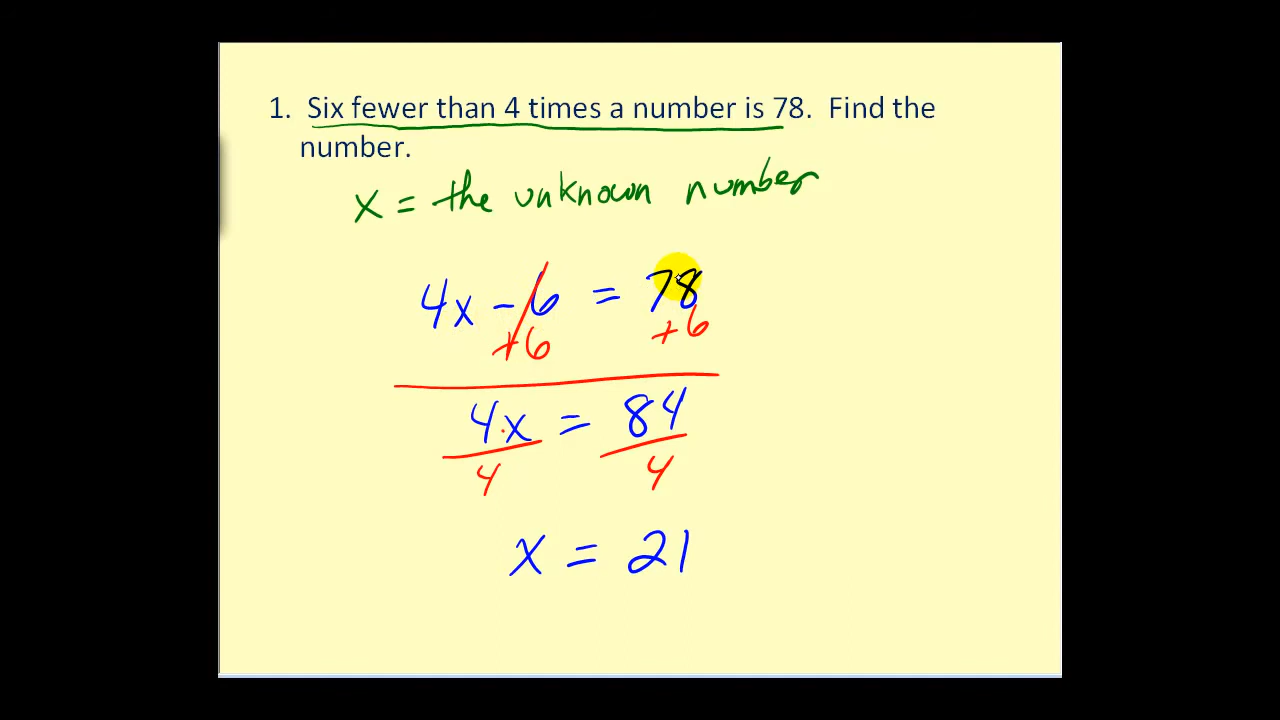 1. Six fewer than 4 times a number is 78. Find the
number.
x = the unknown number
4x - 6 = 78
+6 +6
4·x = 84
4 4
x = 21